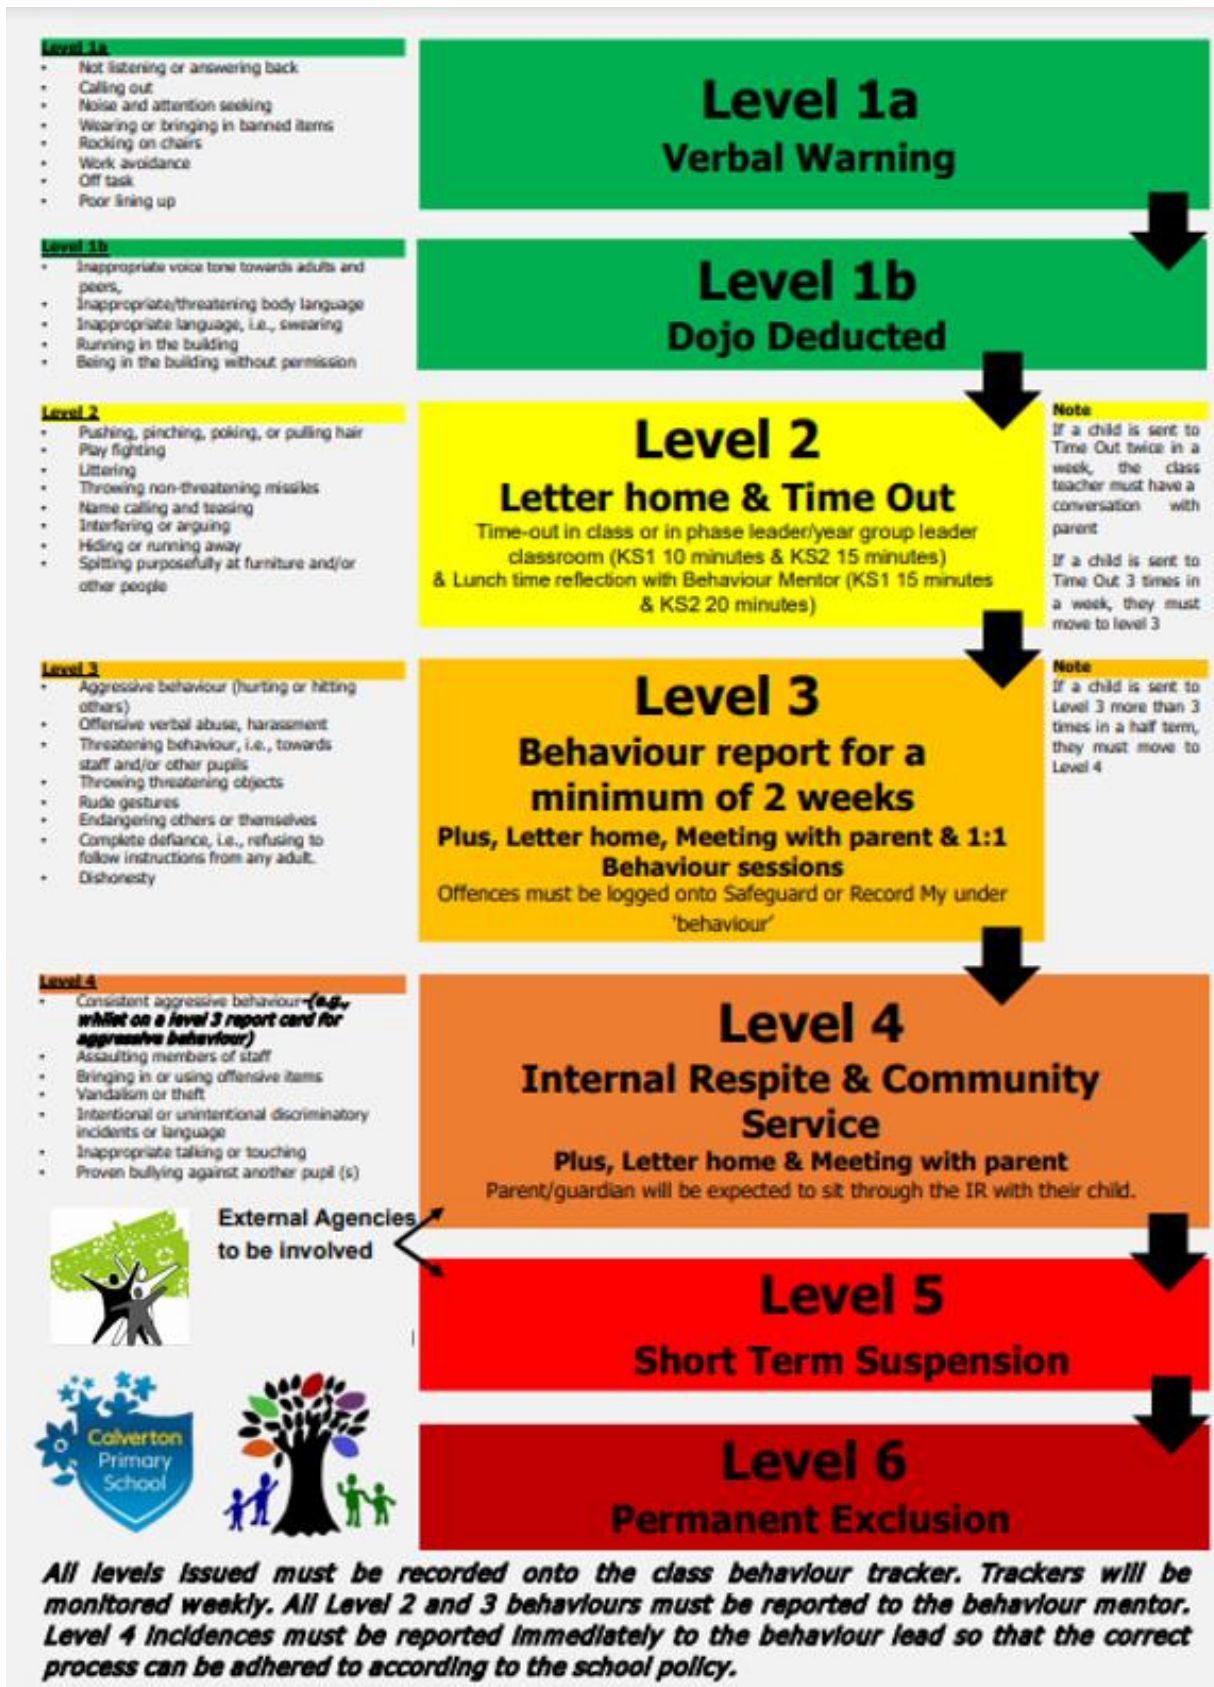 Level 1a
• Not listening or answering back
• Calling out
• Noise and attention seeking
• Wearing or bringing in banned items
• Rocking on chairs
• Work avoidance
• Off task
• Poor lining up
Level 1a
Verbal Warning
Level 1b
• Inappropriate voice tone towards adults and
peers,
• Inappropriate/threatening body language
• Inappropriate language, i.e., swearing
• Running in the building
• Being in the building without permission
Level 1b
Dojo Deducted
Level 2
• Pushing, pinching, poking, or pulling hair
• Play fighting
• Littering
• Throwing non-threatening missiles
• Name calling and teasing
• Interfering or arguing
• Hiding or running away
• Spitting purposefully at furniture and/or
other people
Level 2
Letter home & Time Out
Time-out in class or in phase leader/year group leader
classroom (KS1 10 minutes & KS2 15 minutes)
& Lunch time reflection with Behaviour Mentor (KS1 15 minutes
& KS2 20 minutes)
Note
If a child is sent to
Time Out twice in a
week, the class
teacher must have a
conversation with
parent
If a child is sent to
Time Out 3 times in
a week, they must
move to level 3
Level 3
• Aggressive behaviour (hurting or hitting
others)
• Offensive verbal abuse, harassment
• Threatening behaviour, i.e., towards
staff and/or other pupils
• Throwing threatening objects
• Rude gestures
• Endangering others or themselves
• Complete defiance, i.e., refusing to
follow instructions from any adult.
• Dishonesty
Level 3
Behaviour report for a
minimum of 2 weeks
Plus, Letter home, Meeting with parent & 1:1
Behaviour sessions
Offences must be logged onto Safeguard or Record My under
'behaviour'
Note
If a child is sent to
Level 3 more than 3
times in a half term,
they must move to
Level 4
Level 4
• Consistent aggressive behaviour (e.g.,
whilst on a level 3 report card for
aggressive behaviour)
• Assaulting members of staff
• Bringing in or using offensive items
• Vandalism or theft
• Intentional or unintentional discriminatory
incidents or language
• Inappropriate talking or touching
• Proven bullying against another pupil (s)
Level 4
Internal Respite & Community
Service
Plus, Letter home & Meeting with parent
Parent/guardian will be expected to sit through the IR with their child.
External Agencies
to be involved
Level 5
Short Term Suspension
Calverton
Primary
School
Level 6
Permanent Exclusion
All levels issued must be recorded onto the class behaviour tracker. Trackers will be
monitored weekly. All Level 2 and 3 behaviours must be reported to the behaviour mentor.
Level 4 incidences must be reported immediately to the behaviour lead so that the correct
process can be adhered to according to the school policy.